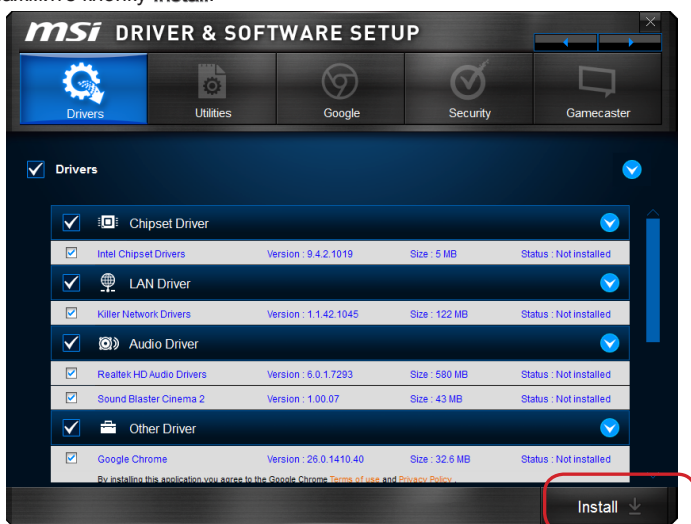 Install
msi DRIVER & SOFTWARE SETUP
Drivers Utilities Google Security Gamecaster
Drivers
Chipset Driver
Intel Chipset Drivers Version : 9.4.2.1019 Size : 5 MB Status : Not installed
LAN Driver
Killer Network Drivers Version : 1.1.42.1045 Size : 122 MB Status : Not installed
Audio Driver
Realtek HD Audio Drivers Version : 6.0.1.7293 Size : 580 MB Status : Not installed
Sound Blaster Cinema 2 Version : 1.00.07 Size : 43 MB Status : Not installed
Other Driver
Google Chrome Version : 26.0.1410.40 Size : 32.6 MB Status : Not installed
By installing this application,you agree to the Google Chrome Terms of use and Privacy Policy .
Install